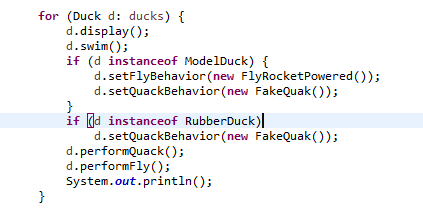 for (Duck d: ducks) {
    d.display();
    d.swim();
    if (d instanceof ModelDuck) {
        d.setFlyBehavior(new FlyRocketPowered());
        d.setQuackBehavior(new FakeQuak());
    }
    if (d instanceof RubberDuck)
        d.setQuackBehavior(new FakeQuak());
    d.performQuack();
    d.performFly();
    System.out.println();
}